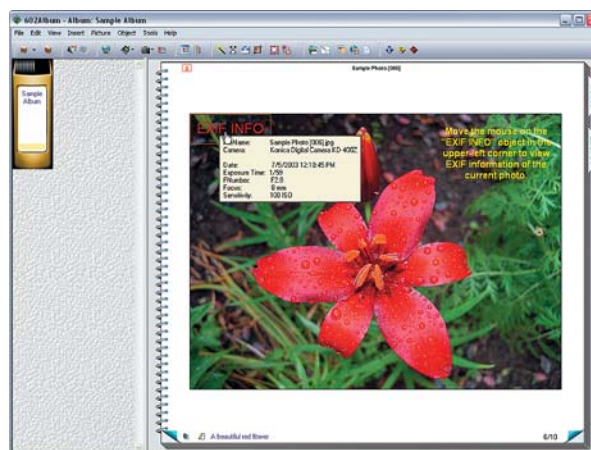 602Album - Album: Sample Album
File Edit View Insert Picture Object Tools Help
Sample Photo [006]
Sample
Album
EXIF INFO
Name: Sample Photo [006].jpg
Camera: Konica Digital Camera KD-400Z
Date: 7/5/2003 12:18:45 PM
Exposure Time: 1/59
FNumber: F2.8
Focus: 8 mm
Sensitivity: 100 ISO
Move the mouse on the
"EXIF INFO" object in the
upper-left corner to view
EXIF information of the
current photo.
A beautiful red flower
6/10